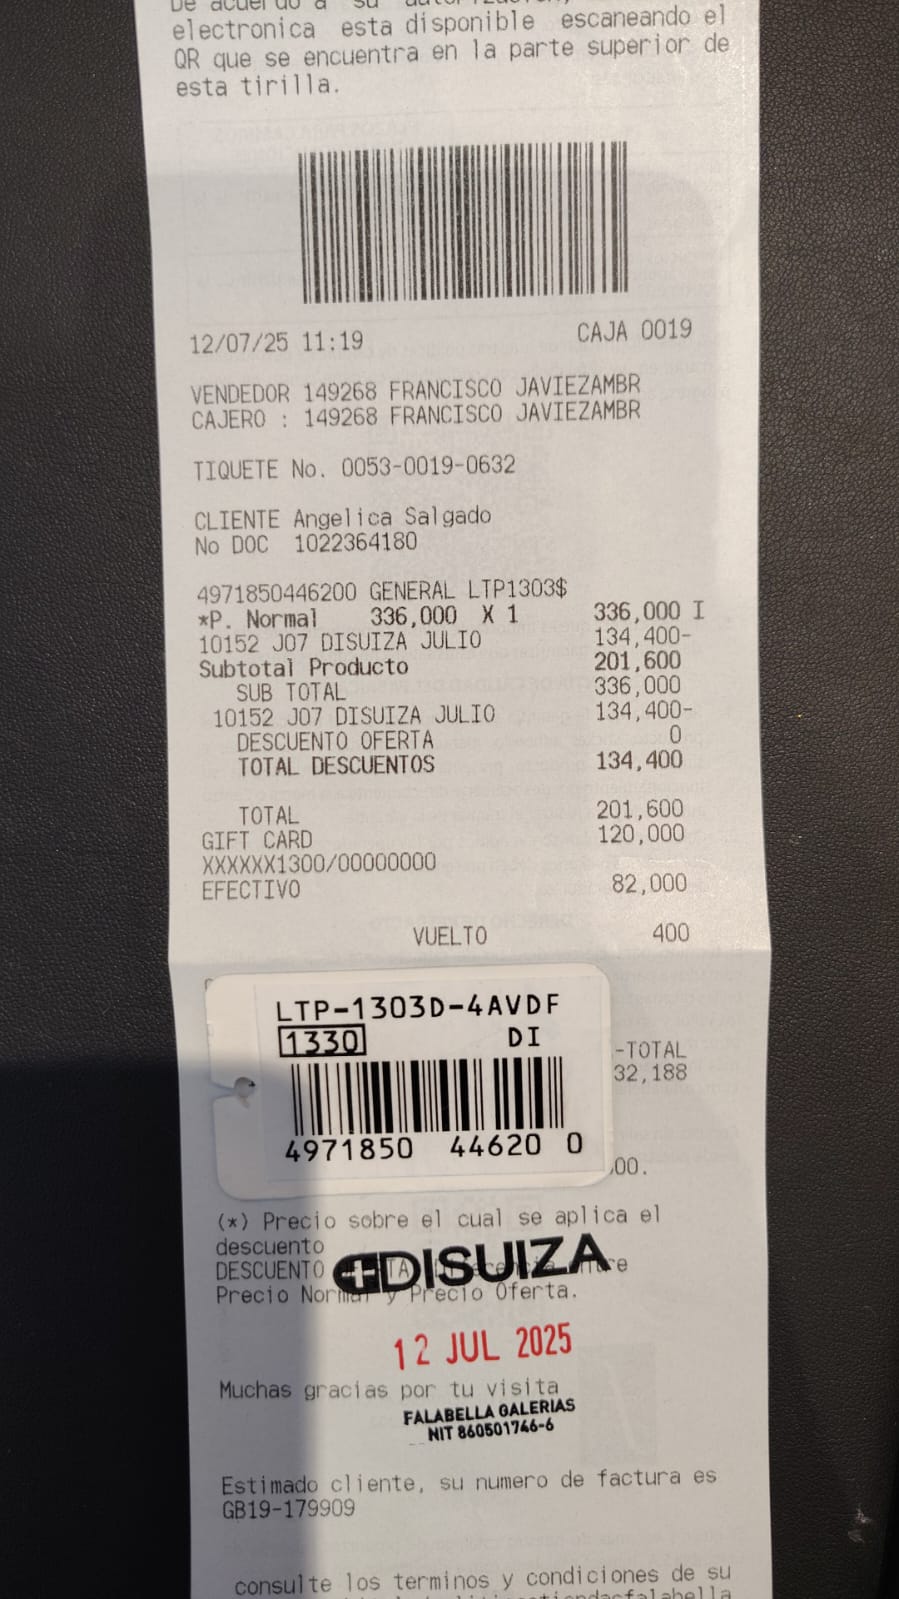 De acuerdo a su
electronica esta disponible escaneando el
QR que se encuentra en la parte superior de
esta tirilla.
12/07/25 11:19 CAJA 0019
VENDEDOR 149268 FRANCISCO JAVIEZAMBR
CAJERO : 149268 FRANCISCO JAVIEZAMBR
TIQUETE No. 0053-0019-0632
CLIENTE Angelica Salgado
No DOC 1022364180
4971850446200 GENERAL LTP1303$
*P. Normal 336,000 X 1 336,000 I
10152 J07 DISUIZA JULIO 134,400-
Subtotal Producto 201,600
SUB TOTAL 336,000
10152 J07 DISUIZA JULIO 134,400-
DESCUENTO OFERTA 0
TOTAL DESCUENTOS 134,400
TOTAL 201,600
GIFT CARD 120,000
XXXXXX1300/00000000
EFECTIVO 82,000
VUELTO 400
LTP-1303D-4AVDF
1330 DI
4971850 44620 0
-TOTAL
32,188
00.
(*) Precio sobre el cual se aplica el
descuento
DISUIZA
DESCUENTO
Precio Normal y Precio Oferta.
12 JUL 2025
Muchas gracias por tu visita
FALABELLA GALERIAS
NIT 860501746-6
Estimado cliente, su numero de factura es
GB19-179909
consulte los terminos y condiciones de su